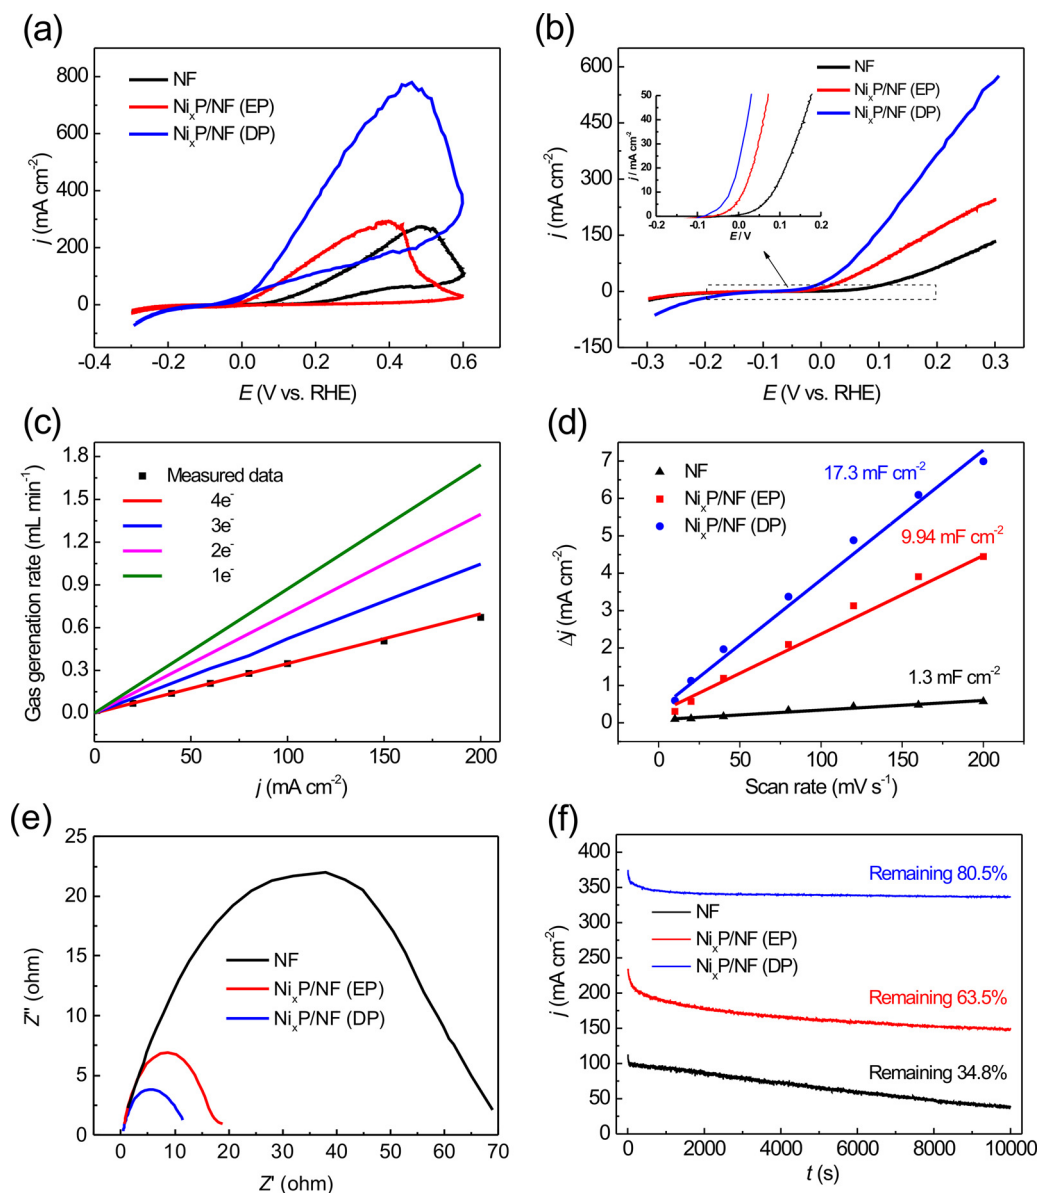 (a)
NF
NiₓP/NF (EP)
NiₓP/NF (DP)
j (mA cm⁻²)
800
600
400
200
0
-0.4 -0.2 0.0 0.2 0.4 0.6
E (V vs. RHE)
(b)
NF
NiₓP/NF (EP)
NiₓP/NF (DP)
j (mA cm⁻²)
600
450
300
150
0
-150
-0.3 -0.2 -0.1 0.0 0.1 0.2 0.3
E (V vs. RHE)
j / mA cm⁻²
50
40
30
20
10
0
-0.2 -0.1 0.0 0.1 0.2
E / V
(c)
Measured data
4e⁻
3e⁻
2e⁻
1e⁻
Gas gerenation rate (mL min⁻¹)
1.8
1.5
1.2
0.9
0.6
0.3
0.0
0 50 100 150 200
j (mA cm⁻²)
(d)
NF
NiₓP/NF (EP)
NiₓP/NF (DP)
17.3 mF cm⁻²
9.94 mF cm⁻²
1.3 mF cm⁻²
Δj (mA cm⁻²)
7
6
5
4
3
2
1
0
0 50 100 150 200
Scan rate (mV s⁻¹)
(e)
NF
NiₓP/NF (EP)
NiₓP/NF (DP)
Z'' (ohm)
25
20
15
10
5
0
0 10 20 30 40 50 60 70
Z' (ohm)
(f)
Remaining 80.5%
NF
NiₓP/NF (EP)
NiₓP/NF (DP)
Remaining 63.5%
Remaining 34.8%
j (mA cm⁻²)
400
350
300
250
200
150
100
50
0
0 2000 4000 6000 8000 10000
t (s)